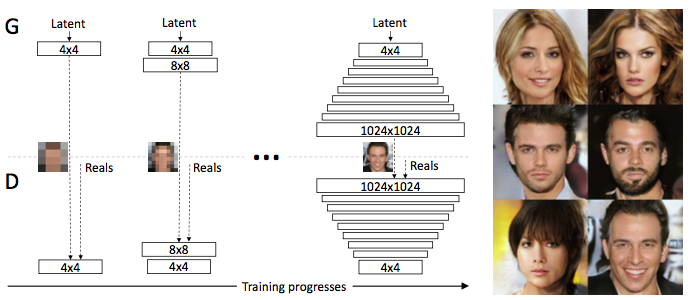 G
Latent
Latent
Latent
4x4
4x4
4x4
8x8
1024x1024
Reals
Reals
•••
Reals
D
1024x1024
8x8
4x4
4x4
4x4
Training progresses